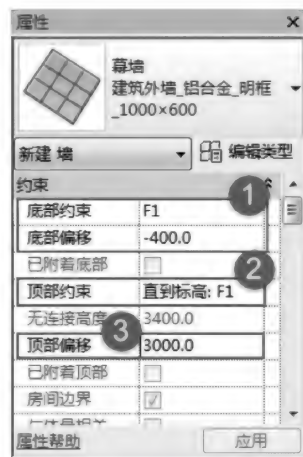 属性
幕墙
建筑外墙_铝合金_明框
_1000×600
新建 墙
编辑类型
约束
1
底部约束 F1
底部偏移 -400.0
已附着底部
2
顶部约束 直到标高: F1
无连接高度 3400.0
3
顶部偏移 3000.0
已附着顶部
房间边界
属性帮助
应用